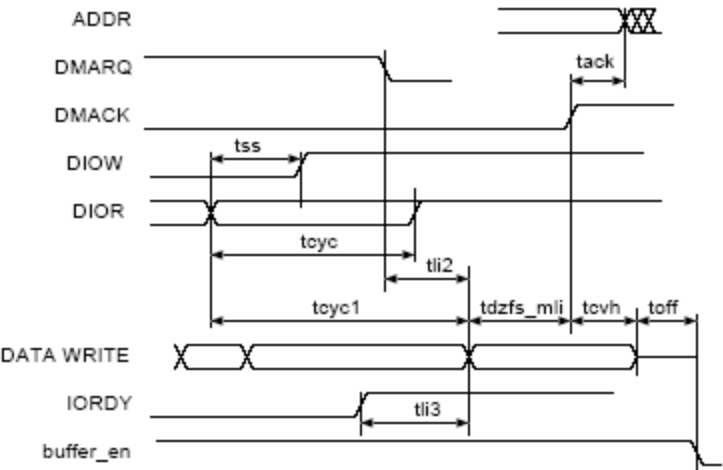 ADDR
tack
DMARQ
DMACK
tss
DIOW
DIOR
tcyc
tli2
tcyc1 tdzfs_mli tcvh toff
DATA WRITE
IORDY
tli3
buffer_en